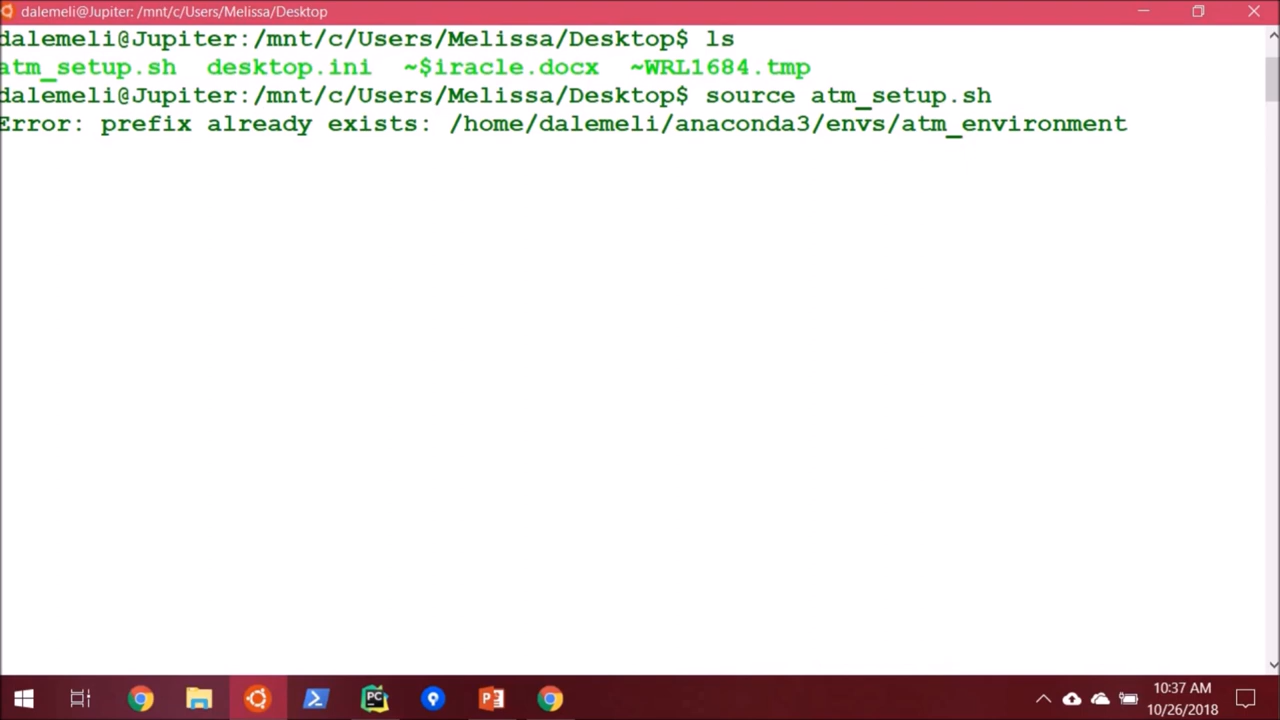 dalemeli@Jupiter: /mnt/c/Users/Melissa/Desktop
dalemeli@Jupiter:/mnt/c/Users/Melissa/Desktop$ ls
atm_setup.sh desktop.ini ~$iracle.docx ~WRL1684.tmp
dalemeli@Jupiter:/mnt/c/Users/Melissa/Desktop$ source atm_setup.sh
Error: prefix already exists: /home/dalemeli/anaconda3/envs/atm_environment
PC
P
10:37 AM
10/26/2018